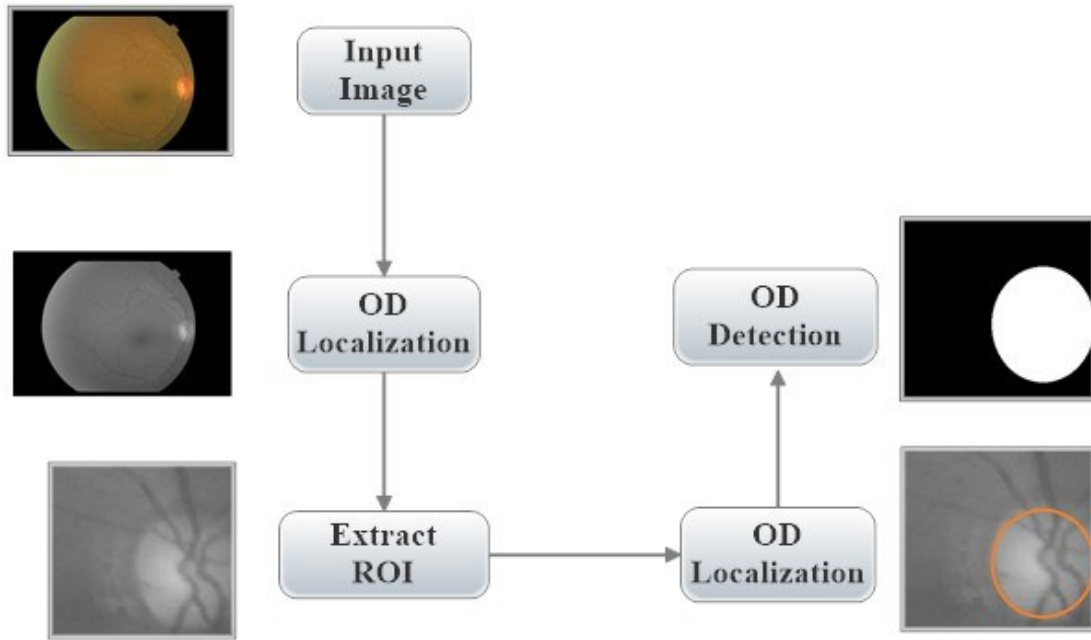 Input
Image
OD
Localization
Extract
ROI
OD
Localization
OD
Detection